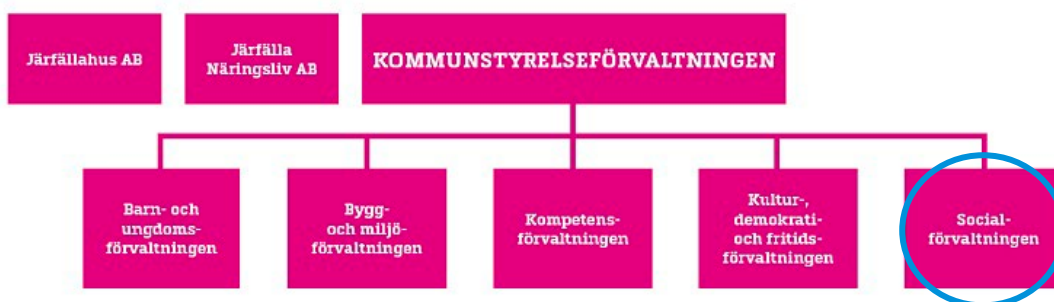 Järfällahus AB
Järfälla
Näringsliv AB
KOMMUNSTYRELSEFÖRVALTNINGEN
Barn- och
ungdoms-
förvaltningen
Bygg-
och miljö-
förvaltningen
Kompetens-
förvaltningen
Kultur-,
demokrati-
och fritids-
förvaltningen
Social-
förvaltningen